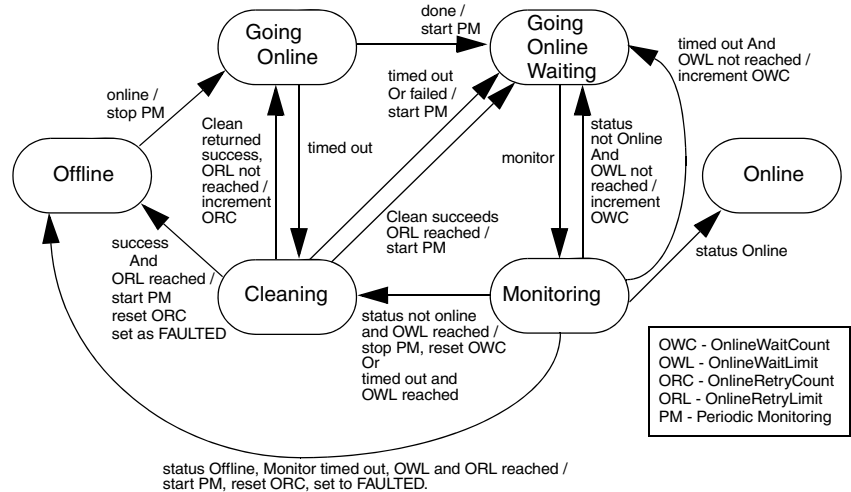 Going
Online
done /
start PM
Going
Online
Waiting
timed out And
OWL not reached /
increment OWC
timed out
Or failed /
start PM
online /
stop PM
Clean
returned
success,
ORL not
reached /
increment
ORC
timed out
monitor
status
not Online
And
OWL not
reached /
increment
OWC
Offline
Online
Clean succeeds
ORL reached /
start PM
success
And
ORL reached /
start PM
reset ORC
set as FAULTED
status Online
Cleaning
Monitoring
status not online
and OWL reached /
stop PM, reset OWC
Or
timed out and
OWL reached
OWC - OnlineWaitCount
OWL - OnlineWaitLimit
ORC - OnlineRetryCount
ORL - OnlineRetryLimit
PM - Periodic Monitoring
status Offline, Monitor timed out, OWL and ORL reached /
start PM, reset ORC, set to FAULTED.